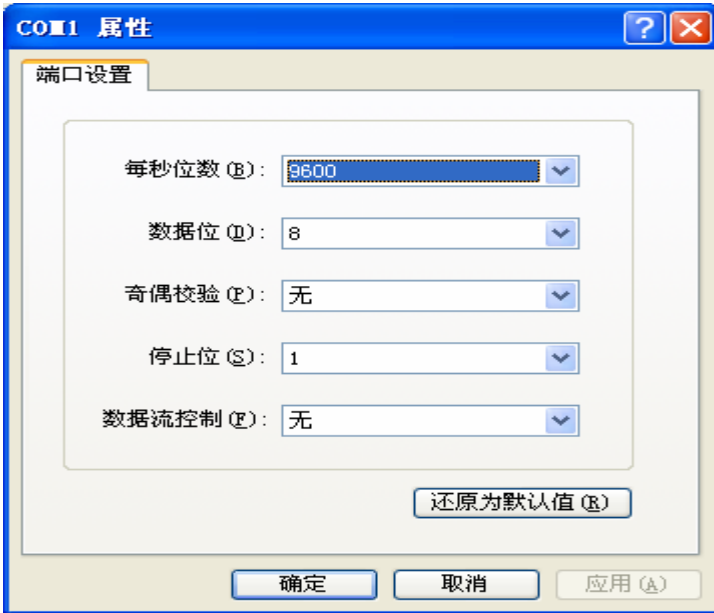 COM1 属性
端口设置
每秒位数(B): 9600
数据位(D): 8
奇偶校验(P): 无
停止位(S): 1
数据流控制(F): 无
还原为默认值(R)
确定 取消 应用(A)